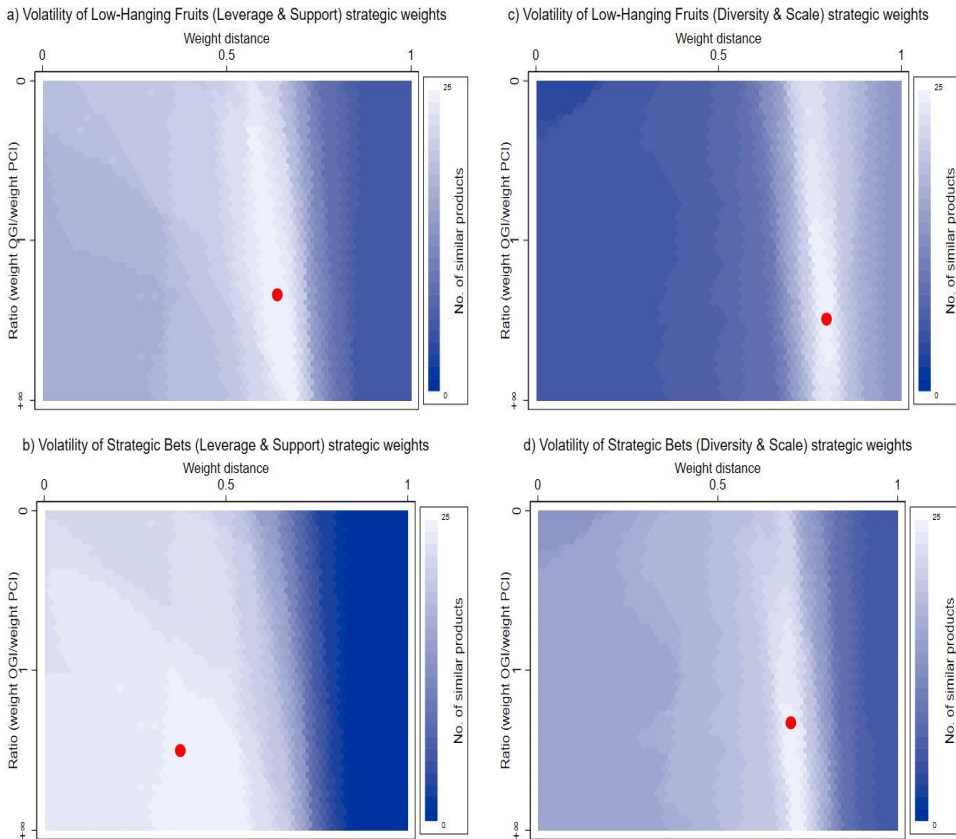 a) Volatility of Low-Hanging Fruits (Leverage & Support) strategic weights
Weight distance
0 0.5 1
0
1
+∞
Ratio (weight OGI/weight PCI)
25
No. of similar products
0
c) Volatility of Low-Hanging Fruits (Diversity & Scale) strategic weights
Weight distance
0 0.5 1
0
1
+∞
Ratio (weight OGI/weight PCI)
25
No. of similar products
0
b) Volatility of Strategic Bets (Leverage & Support) strategic weights
Weight distance
0 0.5 1
0
1
+∞
Ratio (weight OGI/weight PCI)
25
No. of similar products
0
d) Volatility of Strategic Bets (Diversity & Scale) strategic weights
Weight distance
0 0.5 1
0
1
+∞
Ratio (weight OGI/weight PCI)
25
No. of similar products
0